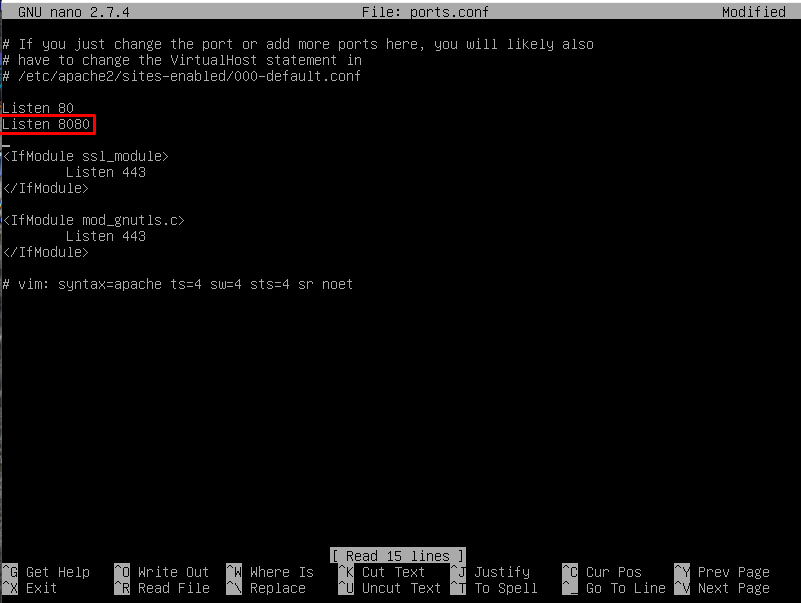 GNU nano 2.7.4 File: ports.conf Modified
# If you just change the port or add more ports here, you will likely also
# have to change the VirtualHost statement in
# /etc/apache2/sites-enabled/000-default.conf
Listen 80
Listen 8080
<IfModule ssl_module>
        Listen 443
</IfModule>
<IfModule mod_gnutls.c>
        Listen 443
</IfModule>
# vim: syntax=apache ts=4 sw=4 sts=4 sr noet
[ Read 15 lines ]
^G Get Help ^O Write Out ^W Where Is ^K Cut Text ^J Justify ^C Cur Pos ^Y Prev Page
^X Exit ^R Read File ^\ Replace ^U Uncut Text ^T To Spell ^_ Go To Line ^V Next Page